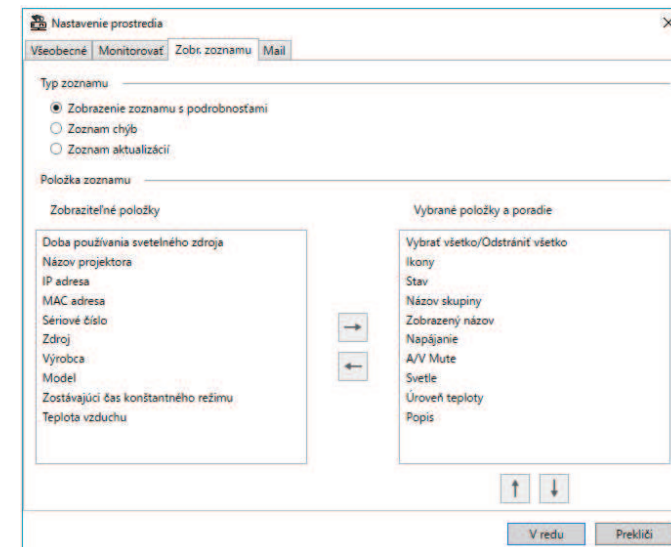 Nastavenie prostredia
Všeobecné Monitorovať Zobr. zoznamu Mail
Typ zoznamu
Zobrazenie zoznamu s podrobnosťami
Zoznam chýb
Zoznam aktualizácií
Položka zoznamu
Zobraziteľné položky
Doba používania svetelného zdroja
Názov projektora
IP adresa
MAC adresa
Sériové číslo
Zdroj
Výrobca
Model
Zostávajúci čas konštantného režimu
Teplota vzduchu
Vybrané položky a poradie
Vybrať všetko/Odstrániť všetko
Ikony
Stav
Názov skupiny
Zobrazený názov
Napájanie
A/V Mute
Svetle
Úroveň teploty
Popis
V redu Prekliči